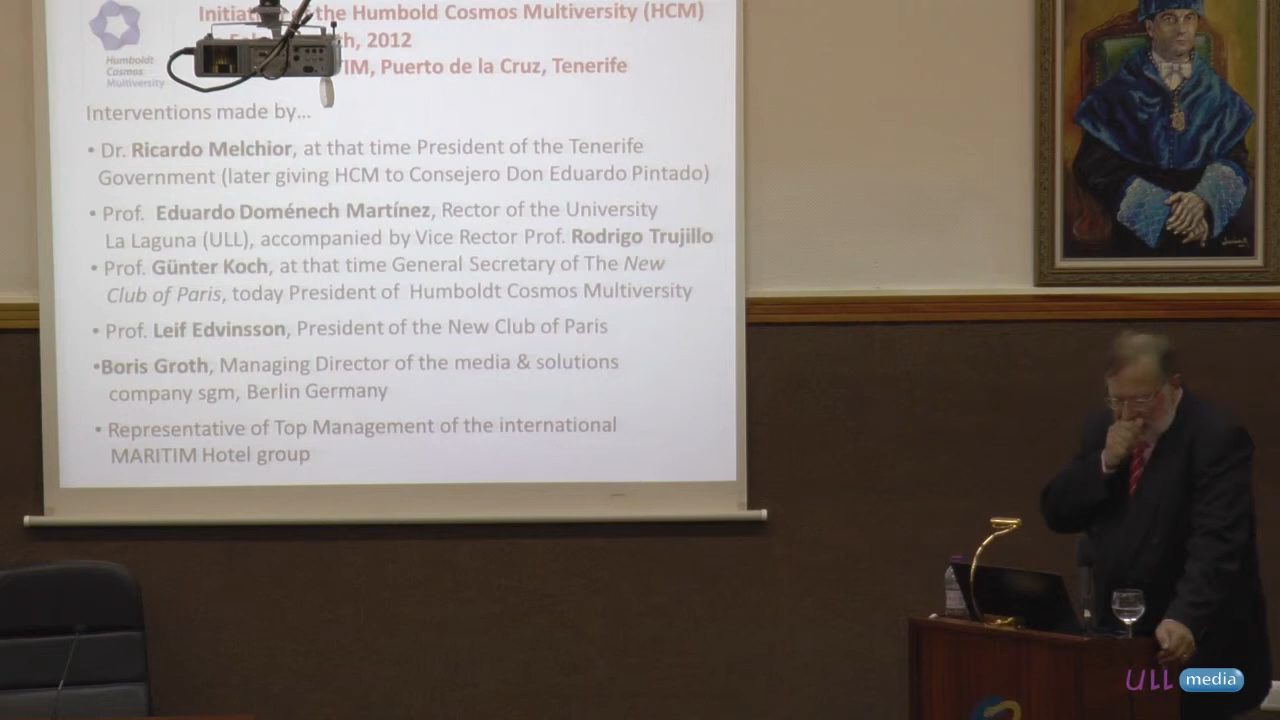 Initiat the Humbold Cosmos Multiversity (HCM)
th, 2012
IM, Puerto de la Cruz, Tenerife
Humboldt
Cosmos
Multiversity
Interventions made by...
• Dr. Ricardo Melchior, at that time President of the Tenerife
Government (later giving HCM to Consejero Don Eduardo Pintado)
• Prof. Eduardo Doménech Martínez, Rector of the University
La Laguna (ULL), accompanied by Vice Rector Prof. Rodrigo Trujillo
• Prof. Günter Koch, at that time General Secretary of The New
Club of Paris, today President of Humboldt Cosmos Multiversity
• Prof. Leif Edvinsson, President of the New Club of Paris
•Boris Groth, Managing Director of the media & solutions
company sgm, Berlin Germany
• Representative of Top Management of the international
MARITIM Hotel group
ULL media